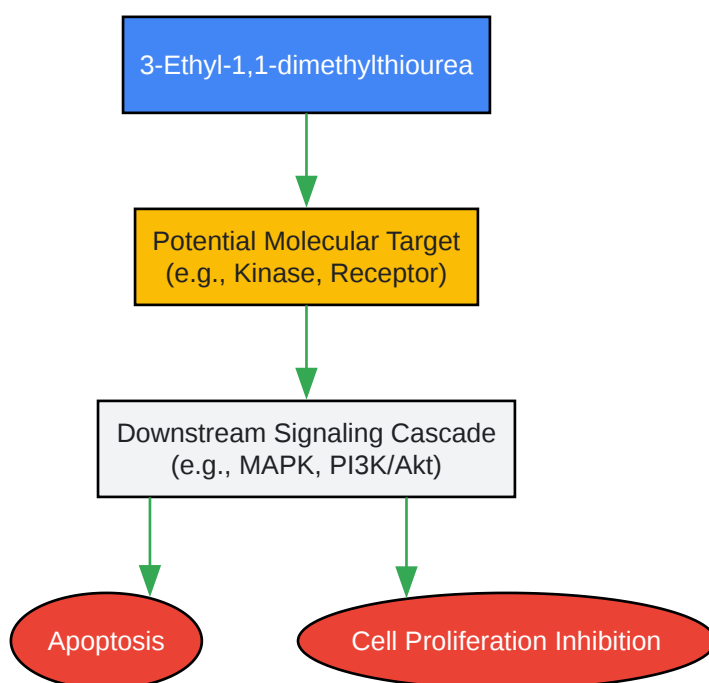 3-Ethyl-1,1-dimethylthiourea
Potential Molecular Target
(e.g., Kinase, Receptor)
Downstream Signaling Cascade
(e.g., MAPK, PI3K/Akt)
Apoptosis
Cell Proliferation Inhibition